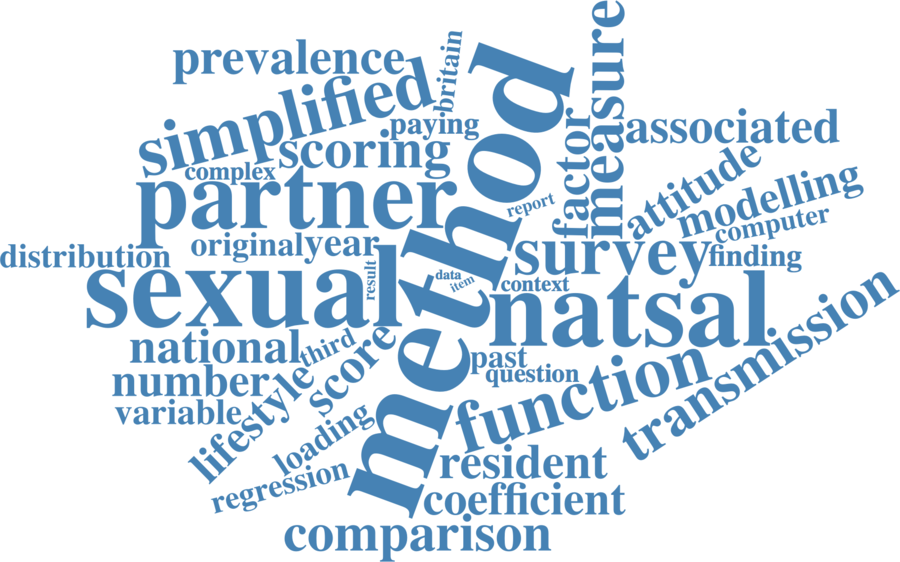 britain
prevalence
measure
simplified
paying
method
factor
associated
scoring
complex
attitude
partner
modelling
report
computer
original
year
survey
distribution
finding
sexual
result
data
item
context
natsal
transmission
national
third
score
past
question
function
number
lifestyle
variable
loading
resident
regression
coefficient
comparison